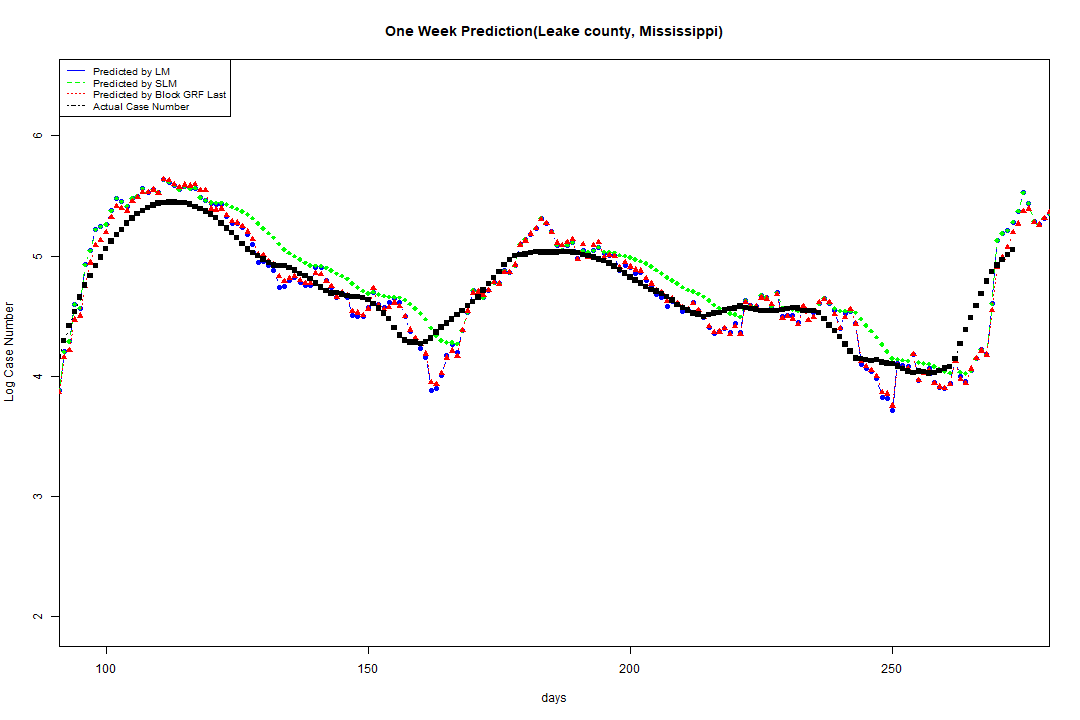 One Week Prediction(Leake county, Mississippi)
Predicted by LM
Predicted by SLM
Predicted by Block GRF Last
Actual Case Number
Log Case Number
6
5
4
3
2
100 150 200 250
days